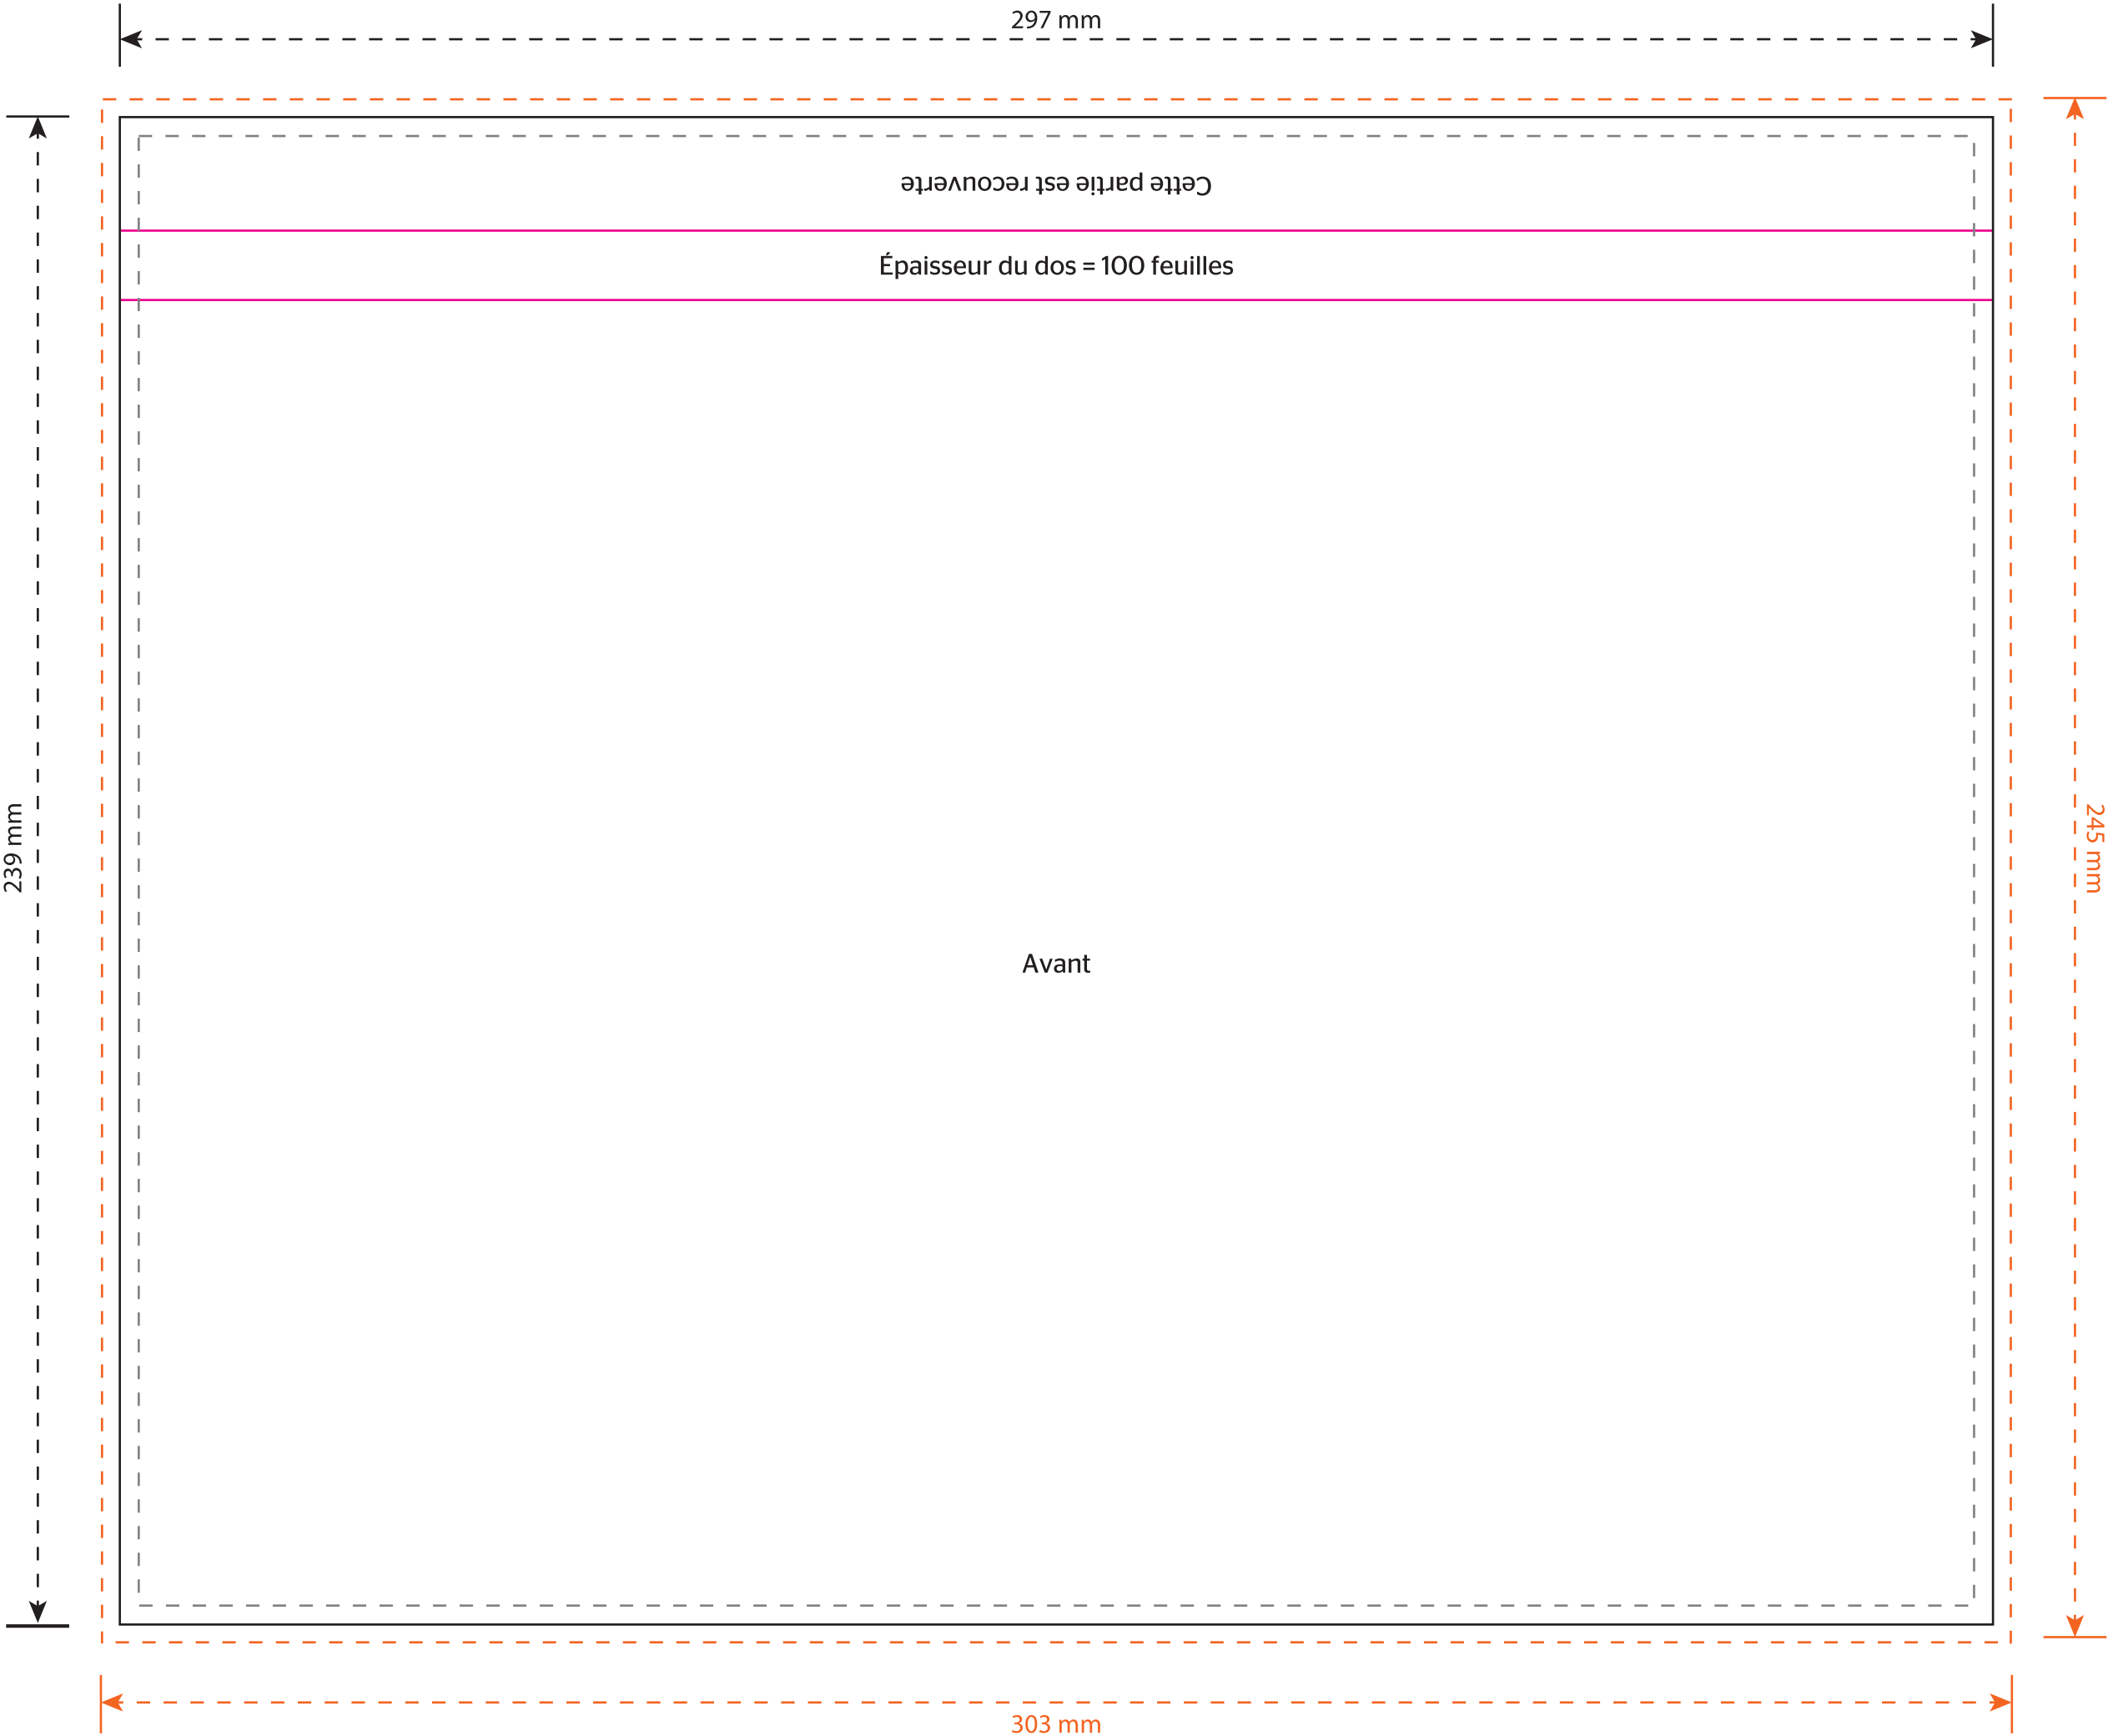 297 mm
Cette partie est recouverte
Épaisseur du dos = 100 feuilles
239 mm
245 mm
Avant
303 mm